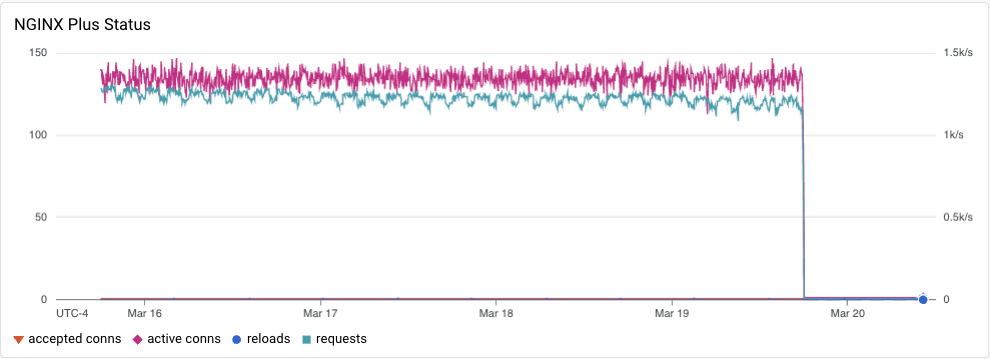 NGINX Plus Status
150 1.5k/s
100 1k/s
50 0.5k/s
0 0
UTC-4 Mar 16 Mar 17 Mar 18 Mar 19 Mar 20
accepted conns active conns reloads requests